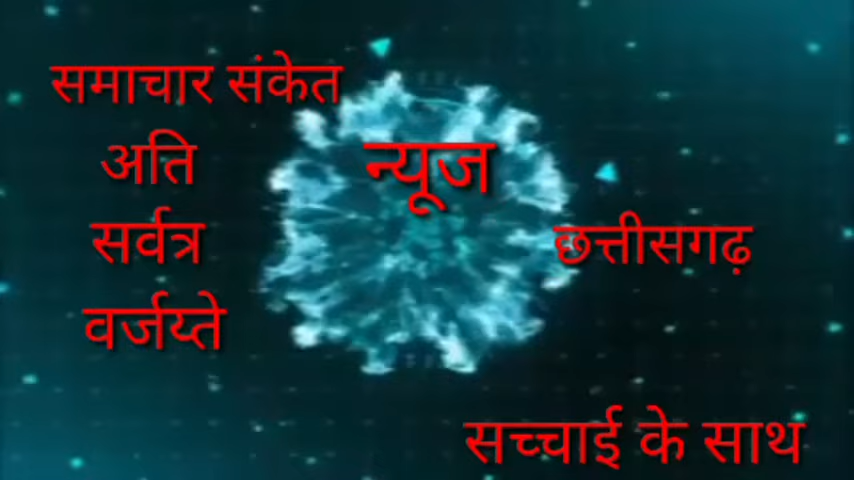 समाचार संकेत
अति
न्यूज
सर्वत्र
छत्तीसगढ़
वर्जय्ते
सच्चाई के साथ